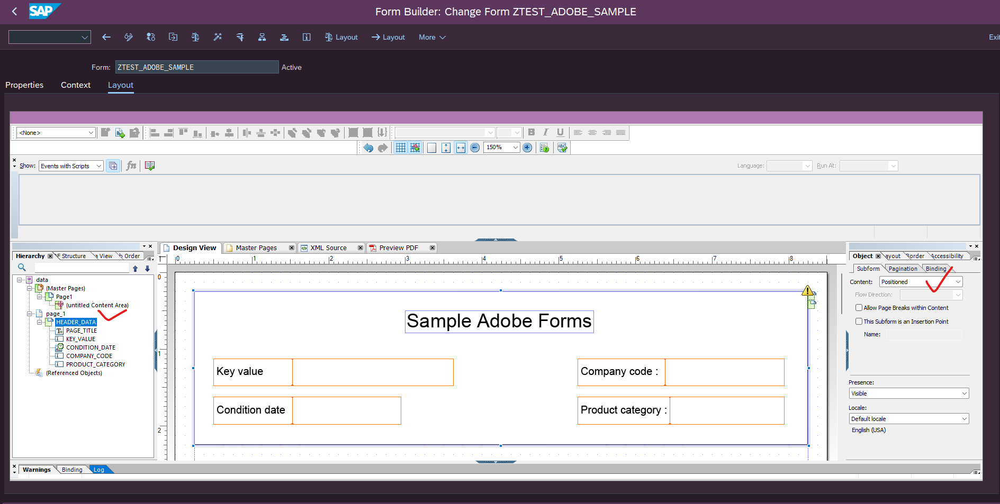 SAP
Form Builder: Change Form ZTEST_ADOBE_SAMPLE
Layout
Layout
More
Exit
Form: ZTEST_ADOBE_SAMPLE Active
Properties Context Layout
<None>
B I U
150%
ABC
Show: Events with Scripts fn Language: Run At:
Hierarchy Structure View Order
data
(Master Pages)
Page1
(untitled Content Area)
page_1
HEADER_DATA
PAGE_TITLE
KEY_VALUE
CONDITION_DATE
COMPANY_CODE
PRODUCT_CATEGORY
(Referenced Objects)
Design View Master Pages XML Source Preview PDF
0 1 2 3 4 5 6 7 8
0
1
2
Sample Adobe Forms
Key value
Company code :
Condition date
Product category :
Object ayout Border Accessibility
Subform Pagination Binding
Content: Positioned
Flow Direction:
Allow Page Breaks within Content
This Subform is an Insertion Point
Name:
Presence:
Visible
Locale:
Default locale
English (USA)
Warnings Binding Log